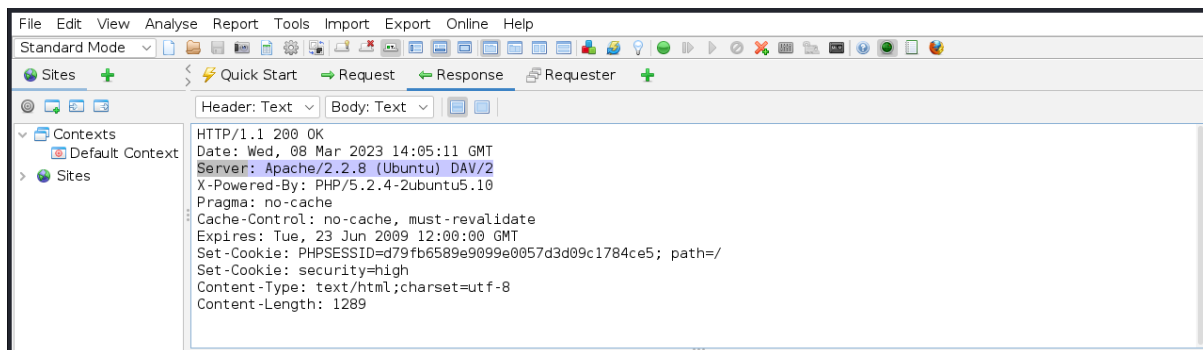 File Edit View Analyse Report Tools Import Export Online Help
Standard Mode
Sites
Quick Start Request Response Requester
Header: Text Body: Text
Contexts
Default Context
Sites
HTTP/1.1 200 OK
Date: Wed, 08 Mar 2023 14:05:11 GMT
Server: Apache/2.2.8 (Ubuntu) DAV/2
X-Powered-By: PHP/5.2.4-2ubuntu5.10
Pragma: no-cache
Cache-Control: no-cache, must-revalidate
Expires: Tue, 23 Jun 2009 12:00:00 GMT
Set-Cookie: PHPSESSID=d79fb6589e9099e0057d3d09c1784ce5; path=/
Set-Cookie: security=high
Content-Type: text/html;charset=utf-8
Content-Length: 1289